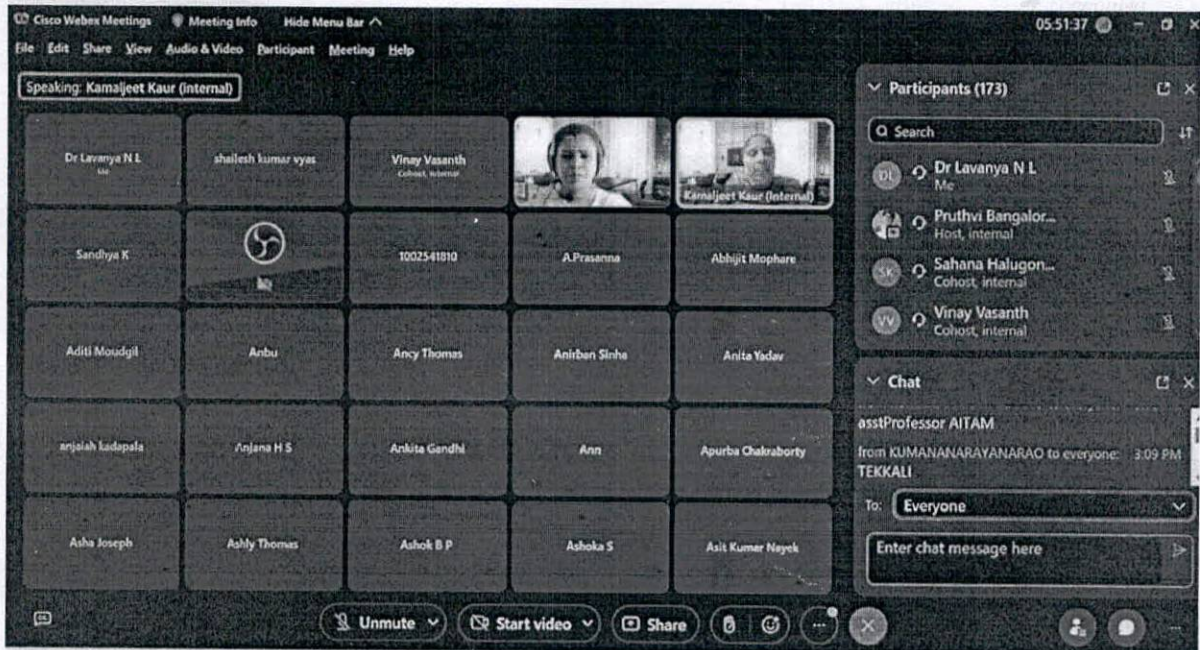 Cisco Webex Meetings Meeting Info Hide Menu Bar
05:51:37
File Edit Share View Audio & Video Participant Meeting Help
Speaking: Kamaljeet Kaur (Internal)
Dr Lavanya N L
Me
shailesh kumar vyas
Vinay Vasanth
Cohost, internal
Kamaljeet Kaur (Internal)
Sandhya K
1002541810
A.Prasanna
Abhijit Mophare
Aditi Moudgil
Anbu
Ancy Thomas
Anirban Sinha
Anita Yadav
anjaiah kadapala
Anjana H S
Ankita Gandhi
Ann
Apurba Chakraborty
Asha Joseph
Ashly Thomas
Ashok B P
Ashoka S
Asit Kumar Nayek
Participants (173)
Search
DL
Dr Lavanya N L
Me
Pruthvi Bangalor...
Host, internal
SK
Sahana Halugon...
Cohost, internal
VV
Vinay Vasanth
Cohost, internal
Chat
asstProfessor AITAM
from KUMANANARAYANARAO to everyone: 3:09 PM
TEKKALI
To: Everyone
Enter chat message here
Unmute
Start video
Share